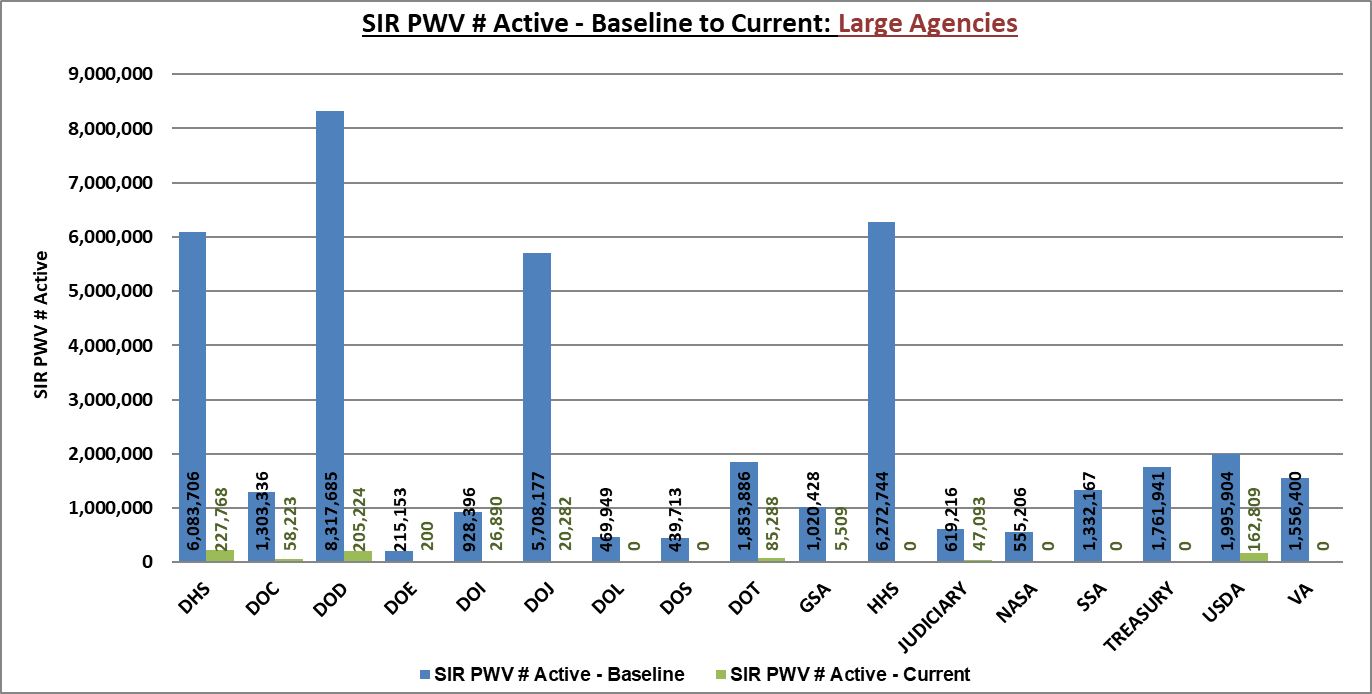 SIR PWV # Active - Baseline to Current: Large Agencies
SIR PWV # Active
9,000,000
8,000,000
7,000,000
6,000,000
5,000,000
4,000,000
3,000,000
2,000,000
1,000,000
0
6,083,706
227,768
1,303,336
58,223
8,317,685
205,224
215,153
200
928,396
26,890
5,708,177
20,282
469,949
0
439,713
0
1,853,886
85,288
1,020,428
5,509
6,272,744
0
619,216
47,093
555,206
0
1,332,167
0
1,761,941
0
1,995,904
162,809
1,556,400
0
DHS
DOC
DOD
DOE
DOI
DOJ
DOL
DOS
DOT
GSA
HHS
JUDICIARY
NASA
SSA
TREASURY
USDA
VA
SIR PWV # Active - Baseline
SIR PWV # Active - Current